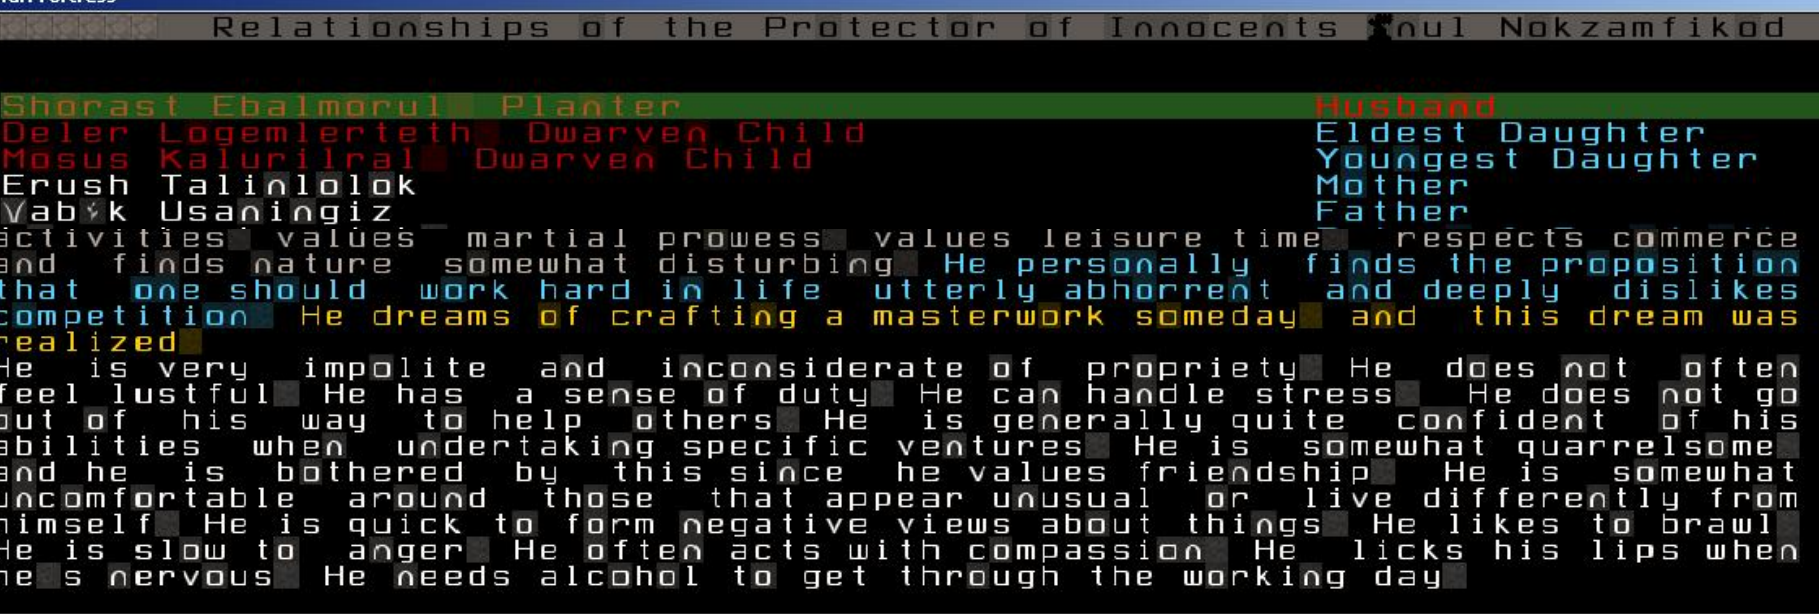 Relationships of the Protector of Innocents nul Nokzamfikod
Shorast Ebalmorul Planter Husband
Deler Logemlerteth Dwarven Child Eldest Daughter
Mosus Kalurilral Dwarven Child Youngest Daughter
Erush Talinlolok Mother
Vab k Usaningiz Father
activities values martial prowess values leisure time respects commerce
and finds nature somewhat disturbing He personally finds the proposition
that one should work hard in life utterly abhorrent and deeply dislikes
competition He dreams of crafting a masterwork someday and this dream was
realized
He is very impolite and inconsiderate of propriety He does not often
feel lustful He has a sense of duty He can handle stress He does not go
out of his way to help others He is generally quite confident of his
abilities when undertaking specific ventures He is somewhat quarrelsome
and he is bothered by this since he values friendship He is somewhat
uncomfortable around those that appear unusual or live differently from
himself He is quick to form negative views about things He likes to brawl
He is slow to anger He often acts with compassion He licks his lips when
he s nervous He needs alcohol to get through the working day